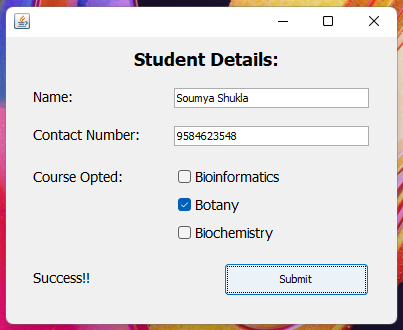 Student Details:
Name: Soumya Shukla
Contact Number: 9584623548
Course Opted: Bioinformatics
Botany
Biochemistry
Success!! Submit